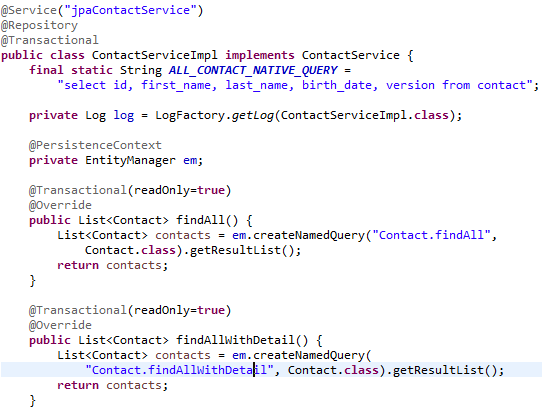 @Service("jpaContactService")
@Repository
@Transactional
public class ContactServiceImpl implements ContactService {
    final static String ALL_CONTACT_NATIVE_QUERY =
        "select id, first_name, last_name, birth_date, version from contact";
    private Log log = LogFactory.getLog(ContactServiceImpl.class);
    @PersistenceContext
    private EntityManager em;
    @Transactional(readOnly=true)
    @Override
    public List<Contact> findAll() {
        List<Contact> contacts = em.createNamedQuery("Contact.findAll",
            Contact.class).getResultList();
        return contacts;
    }
    @Transactional(readOnly=true)
    @Override
    public List<Contact> findAllWithDetail() {
        List<Contact> contacts = em.createNamedQuery(
            "Contact.findAllWithDetail", Contact.class).getResultList();
        return contacts;
    }